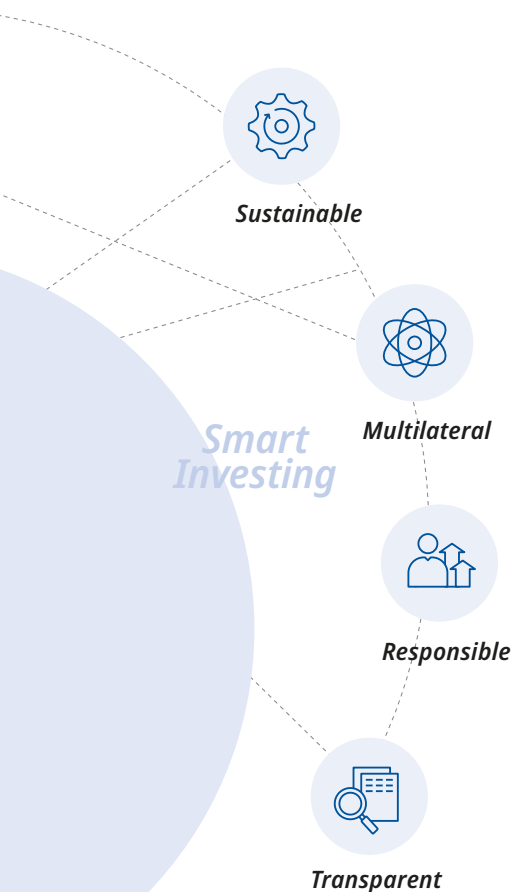 Sustainable
Multilateral
Smart
Investing
Responsible
Transparent